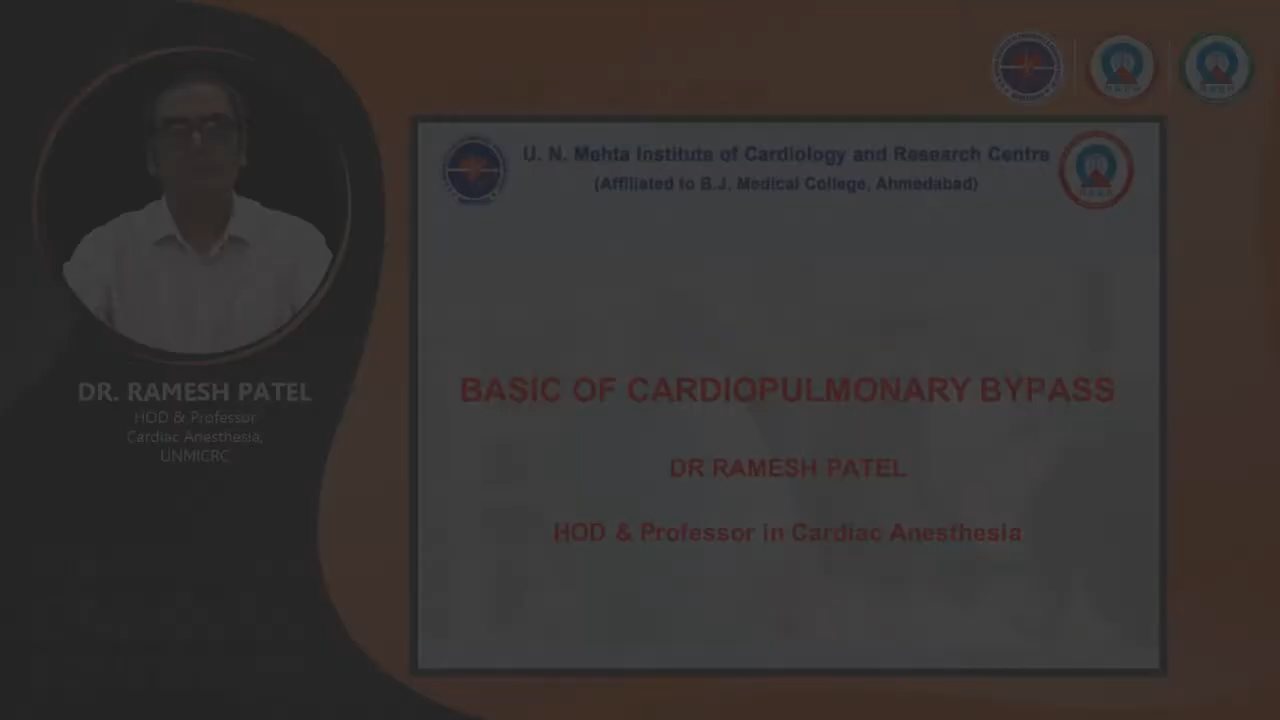 DR. RAMESH PATEL
HOD & Professor
Cardiac Anesthesia,
UNMICRC
U. N. Mehta Institute of Cardiology and Research Centre
(Affiliated to B.J. Medical College, Ahmedabad)
BASIC OF CARDIOPULMONARY BYPASS
DR RAMESH PATEL
HOD & Professor in Cardiac Anesthesia